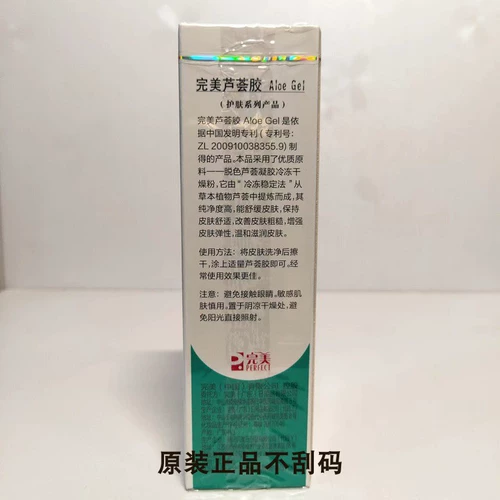 完美芦荟胶 Aloe Gel
（护肤系列产品）
完美芦荟胶 Aloe Gel 是依
据中国发明专利（专利号：
ZL 200910038355.9）制
得的产品。本品采用了优质原
料——脱色芦荟凝胶冷冻干
燥粉，它由“冷冻稳定法”从
草本植物芦荟中提炼而成，其
纯净度高，能舒缓皮肤，保持
皮肤舒适，改善皮肤粗糙，增强
皮肤弹性，温和滋润皮肤。
使用方法：将皮肤洗净后擦
干，涂上适量芦荟胶即可。经
常使用效果更佳。
注意：避免接触眼睛。敏感肌
肤慎用。置于阴凉干燥处，避
免阳光直接照射。
完美
PERFECT
原装正品不刮码